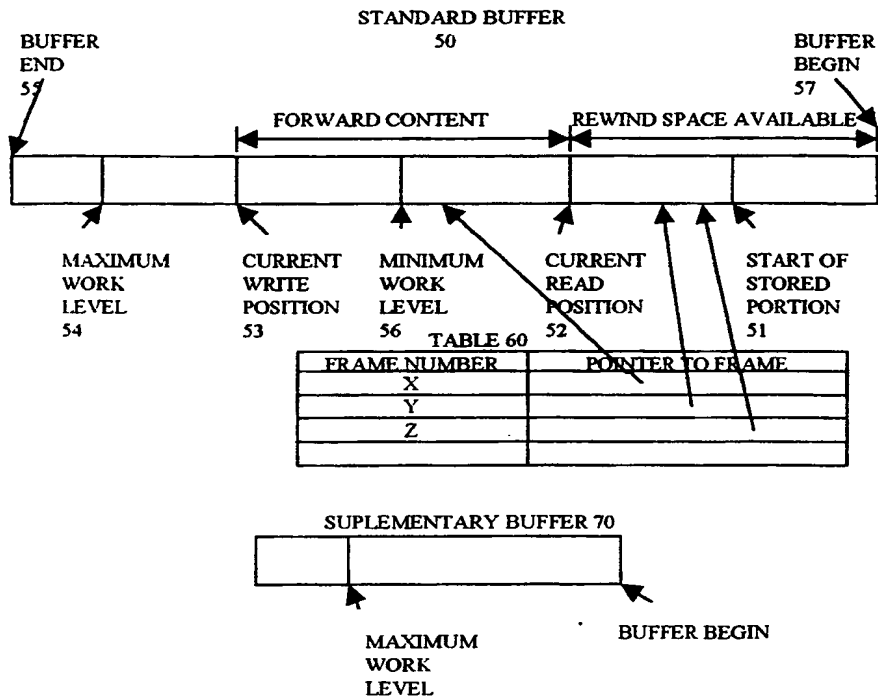 STANDARD BUFFER
50
BUFFER
END
55
BUFFER
BEGIN
57
FORWARD CONTENT
REWIND SPACE AVAILABLE
MAXIMUM
WORK
LEVEL
54
CURRENT
WRITE
POSITION
53
MINIMUM
WORK
LEVEL
56
CURRENT
READ
POSITION
52
START OF
STORED
PORTION
51
TABLE 60
FRAME NUMBER
POINTER TO FRAME
X
Y
Z
SUPLEMENTARY BUFFER 70
MAXIMUM
WORK
LEVEL
BUFFER BEGIN